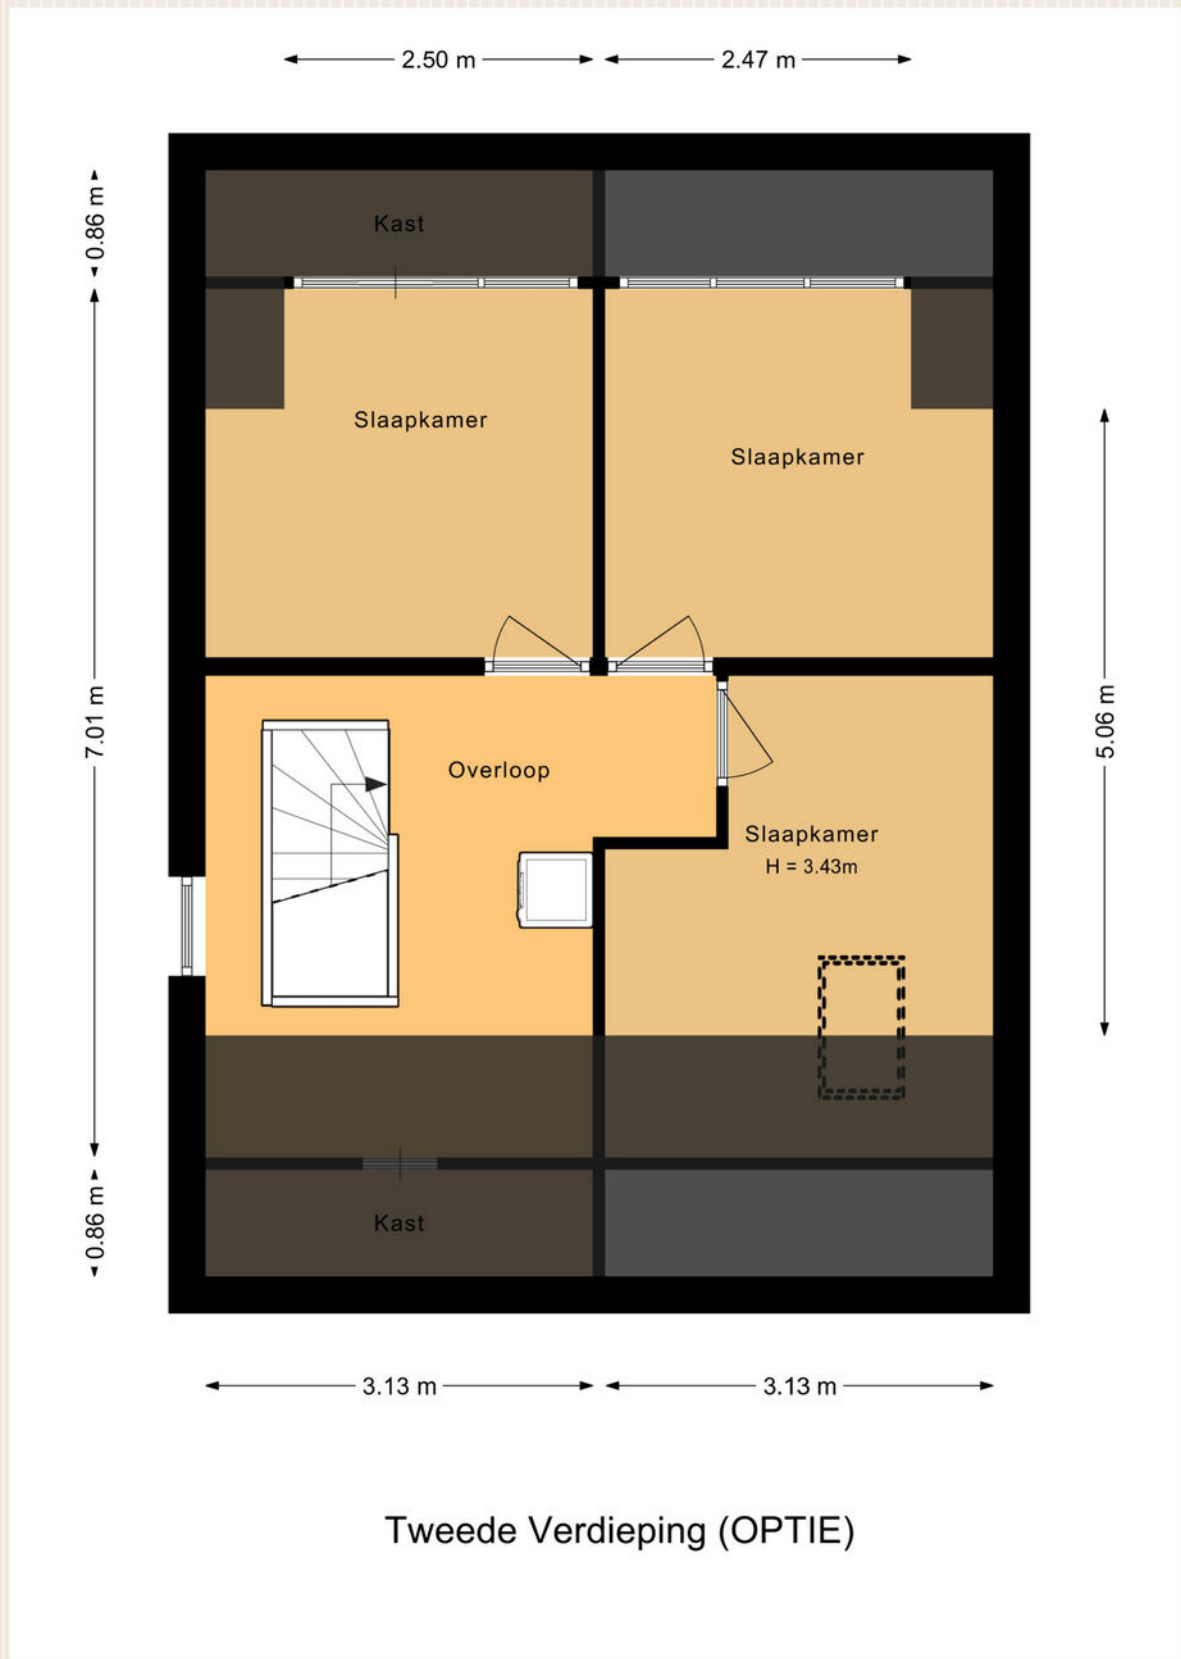 2.50 m
2.47 m
0.86 m
Kast
Slaapkamer
Slaapkamer
7.01 m
5.06 m
Overloop
Slaapkamer
H = 3.43m
0.86 m
Kast
3.13 m
3.13 m
Tweede Verdieping (OPTIE)